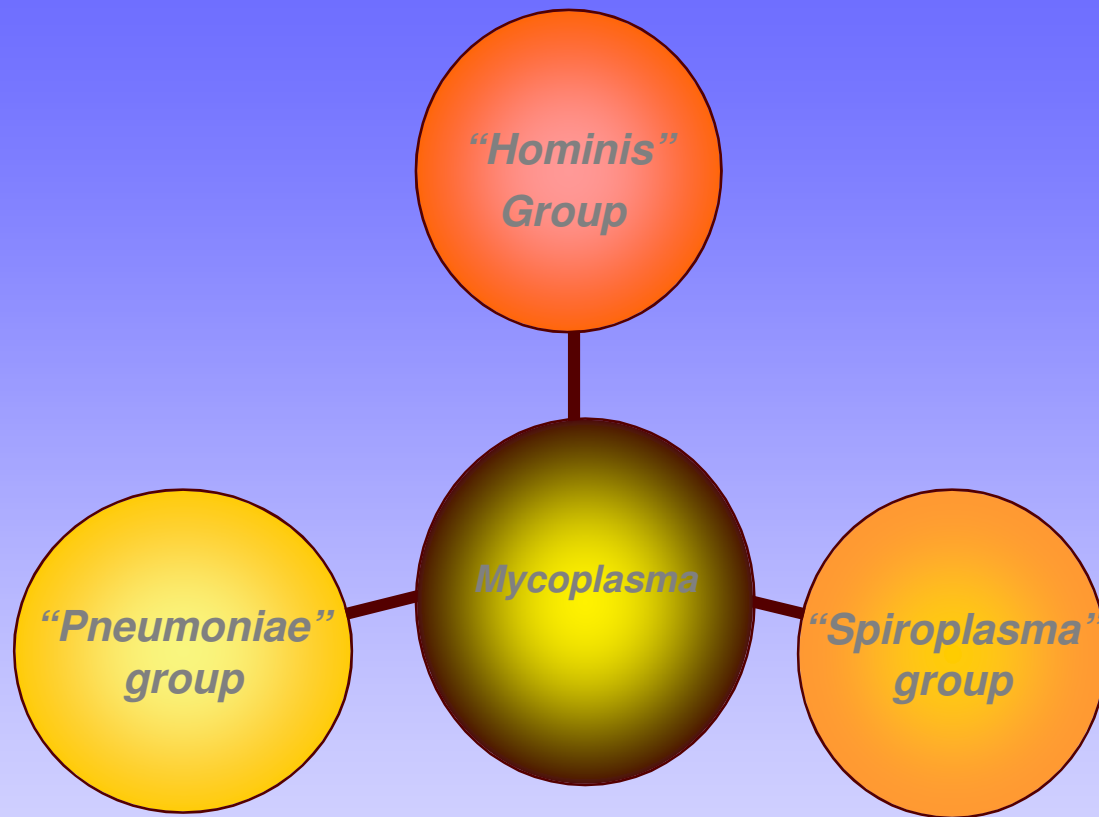 “Hominis”
Group
Mycoplasma
“Pneumoniae”
group
“Spiroplasma”
group